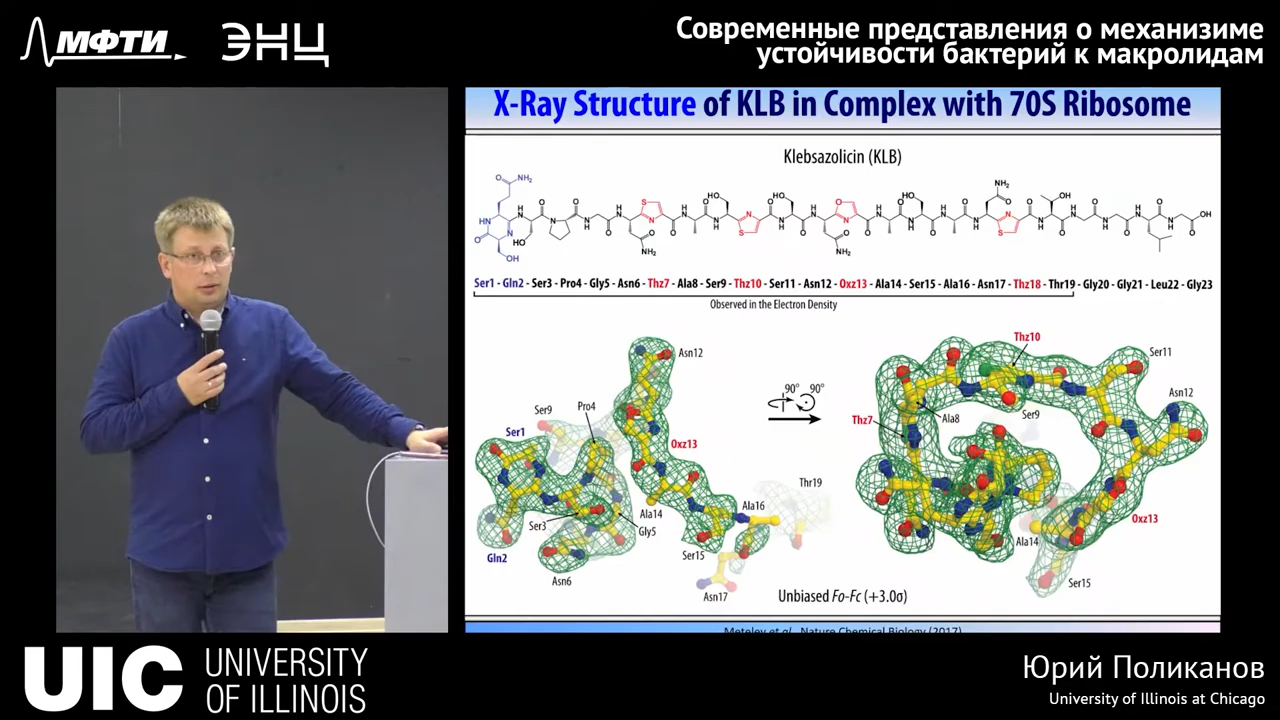 МФТИ
ЭНЦ
Современные представления о механизиме
устойчивости бактерий к макролидам
X-Ray Structure of KLB in Complex with 70S Ribosome
Klebsazolicin (KLB)
Ser1 - Gln2 - Ser3 - Pro4 - Gly5 - Asn6 - Thz7 - Ala8 - Ser9 - Thz10 - Ser11 - Asn12 - Oxz13 - Ala14 - Ser15 - Ala16 - Asn17 - Thz18 - Thr19 - Gly20 - Gly21 - Leu22 - Gly23
Observed in the Electron Density
Asn12
Ser9
Pro4
Ser1
Oxz13
Thr19
Ala16
Ala14
Ser3
Gly5
Ser15
Gln2
Asn6
Asn17
90° 90°
Thz10
Ser11
Asn12
Ala8
Ser9
Thz7
Oxz13
Ala14
Ser15
Unbiased Fo-Fc (+3.0σ)
Metelev et al., Nature Chemical Biology (2017)
UIC UNIVERSITY
OF ILLINOIS
Юрий Поликанов
University of Illinois at Chicago